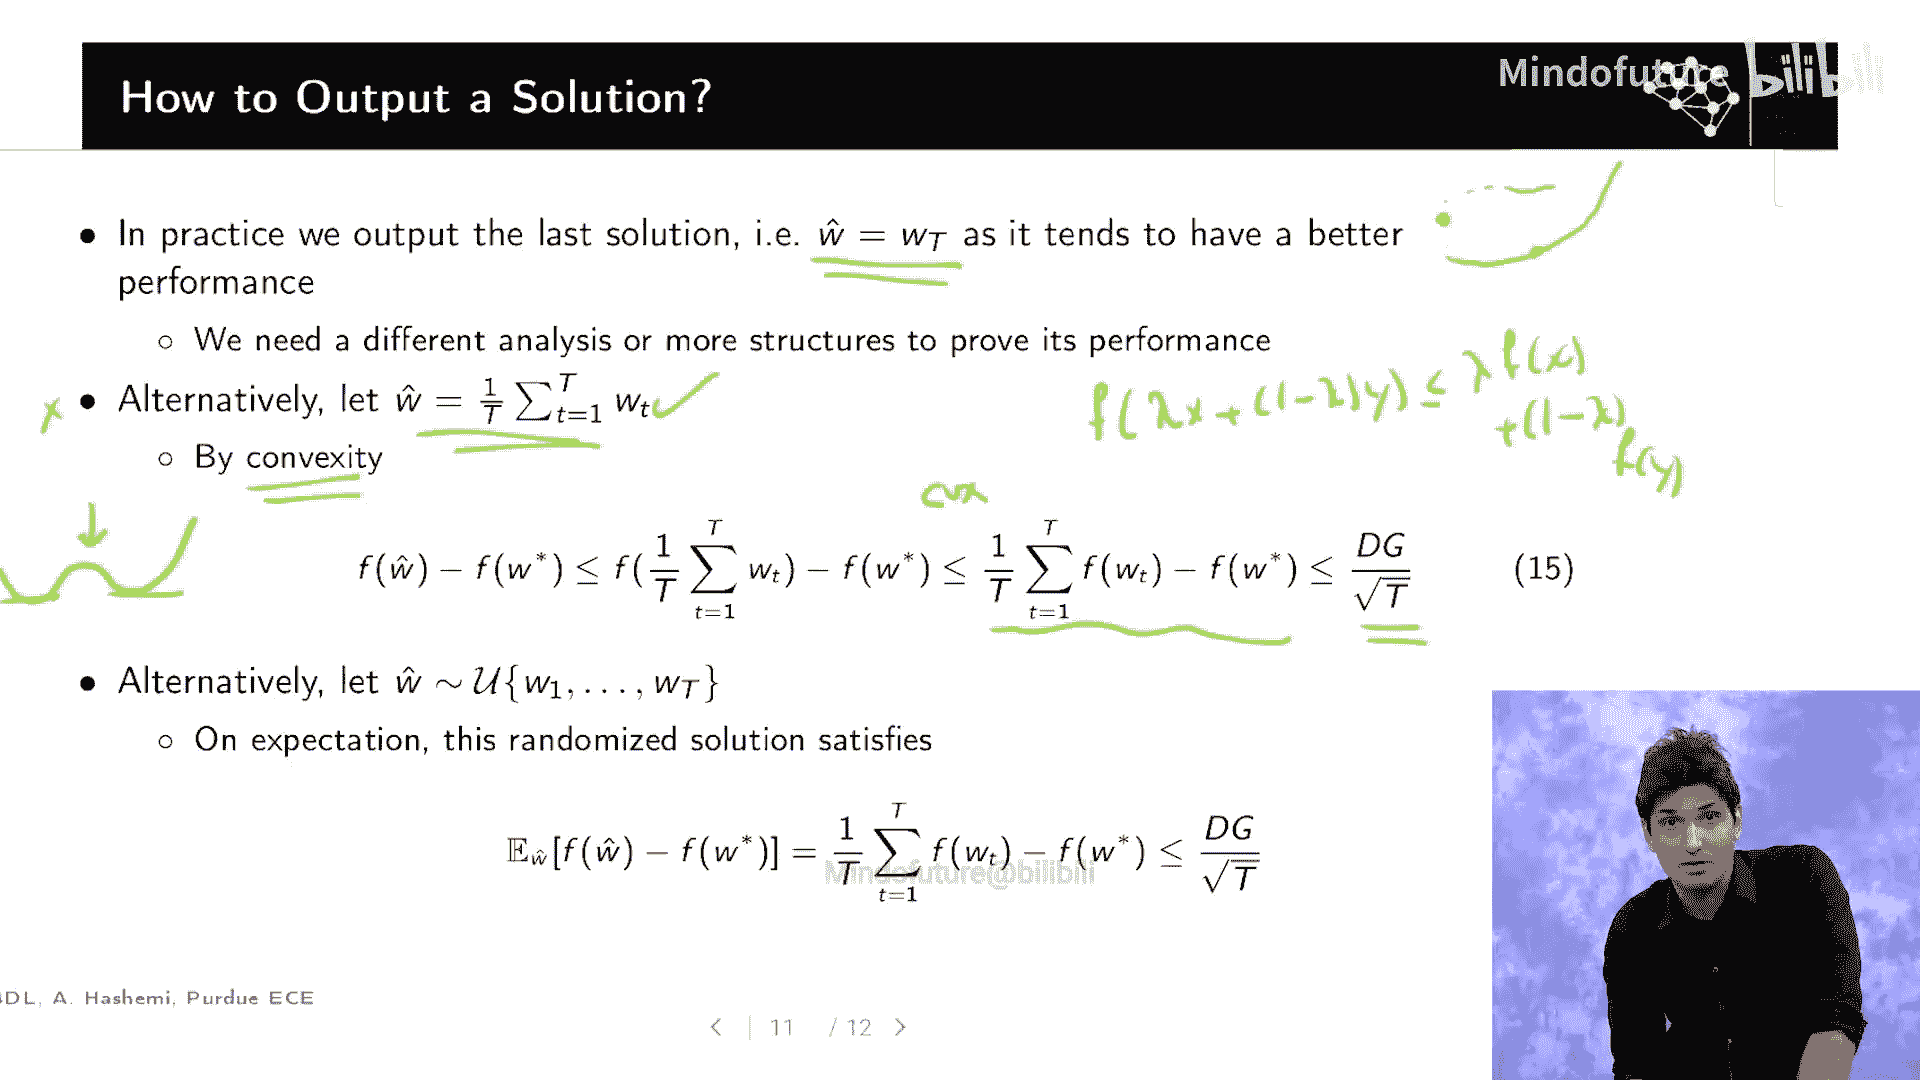 How to Output a Solution?
Mindofuture bilibili
• In practice we output the last solution, i.e. ŵ = w_T as it tends to have a better
performance
○ We need a different analysis or more structures to prove its performance
f(λx + (1-λ)y) ≤ λ f(x)
+ (1-λ)
f(y)
x • Alternatively, let ŵ = 1/T ∑_{t=1}^{T} w_t ✓
○ By convexity
cvx
f(ŵ) − f(w*) ≤ f(1/T ∑_{t=1}^{T} w_t) − f(w*) ≤ 1/T ∑_{t=1}^{T} f(w_t) − f(w*) ≤ DG/√T (15)
• Alternatively, let ŵ ∼ 𝒰{w_1, . . . , w_T}
○ On expectation, this randomized solution satisfies
𝔼_ŵ[f(ŵ) − f(w*)] = 1/T ∑_{t=1}^{T} f(w_t) − f(w*) ≤ DG/√T
Mindofuture@bilibili
DL, A. Hashemi, Purdue ECE
< | 11 / 12 >